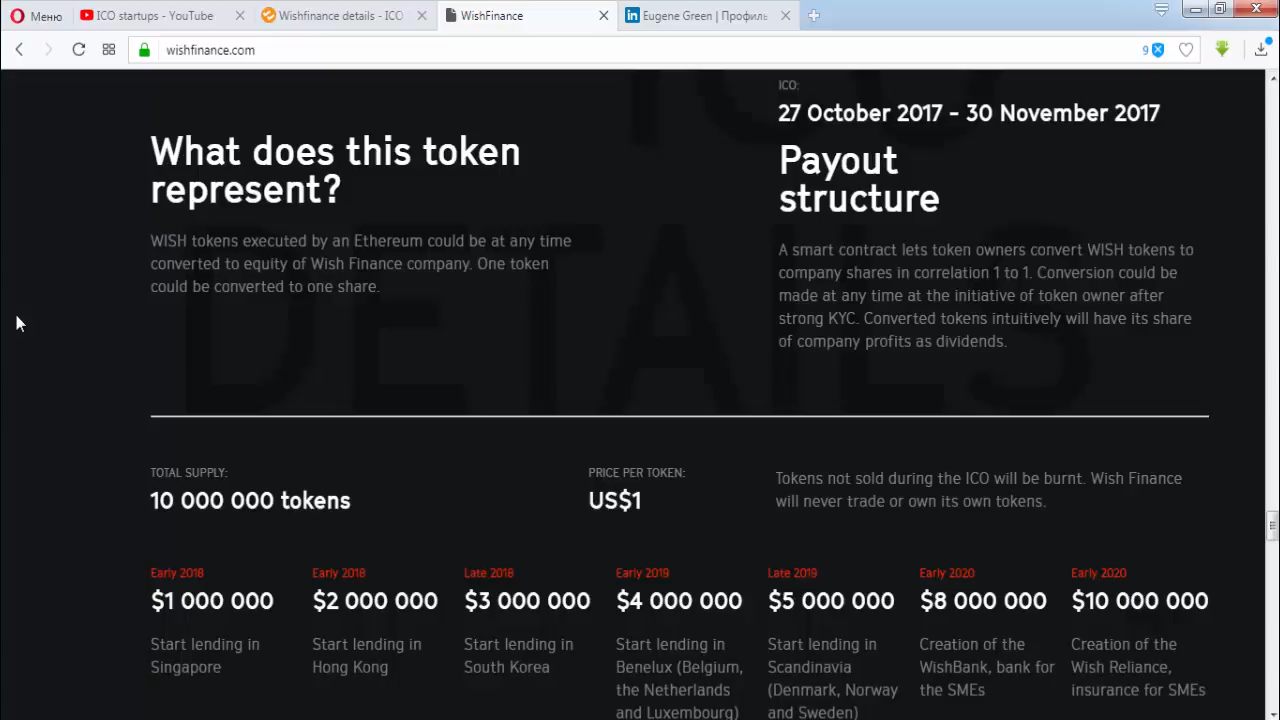 Меню
ICO startups - YouTube
Wishfinance details - ICO
WishFinance
Eugene Green | Профиль
wishfinance.com
9
ICO:
27 October 2017 - 30 November 2017
What does this token
represent?
WISH tokens executed by an Ethereum could be at any time
converted to equity of Wish Finance company. One token
could be converted to one share.
Payout
structure
A smart contract lets token owners convert WISH tokens to
company shares in correlation 1 to 1. Conversion could be
made at any time at the initiative of token owner after
strong KYC. Converted tokens intuitively will have its share
of company profits as dividends.
ICO
DETAILS
TOTAL SUPPLY:
10 000 000 tokens
PRICE PER TOKEN:
US$1
Tokens not sold during the ICO will be burnt. Wish Finance
will never trade or own its own tokens.
Early 2018
$1 000 000
Start lending in
Singapore
Early 2018
$2 000 000
Start lending in
Hong Kong
Late 2018
$3 000 000
Start lending in
South Korea
Early 2019
$4 000 000
Start lending in
Benelux (Belgium,
the Netherlands
and Luxembourg)
Late 2019
$5 000 000
Start lending in
Scandinavia
(Denmark, Norway
and Sweden)
Early 2020
$8 000 000
Creation of the
WishBank, bank for
the SMEs
Early 2020
$10 000 000
Creation of the
Wish Reliance,
insurance for SMEs